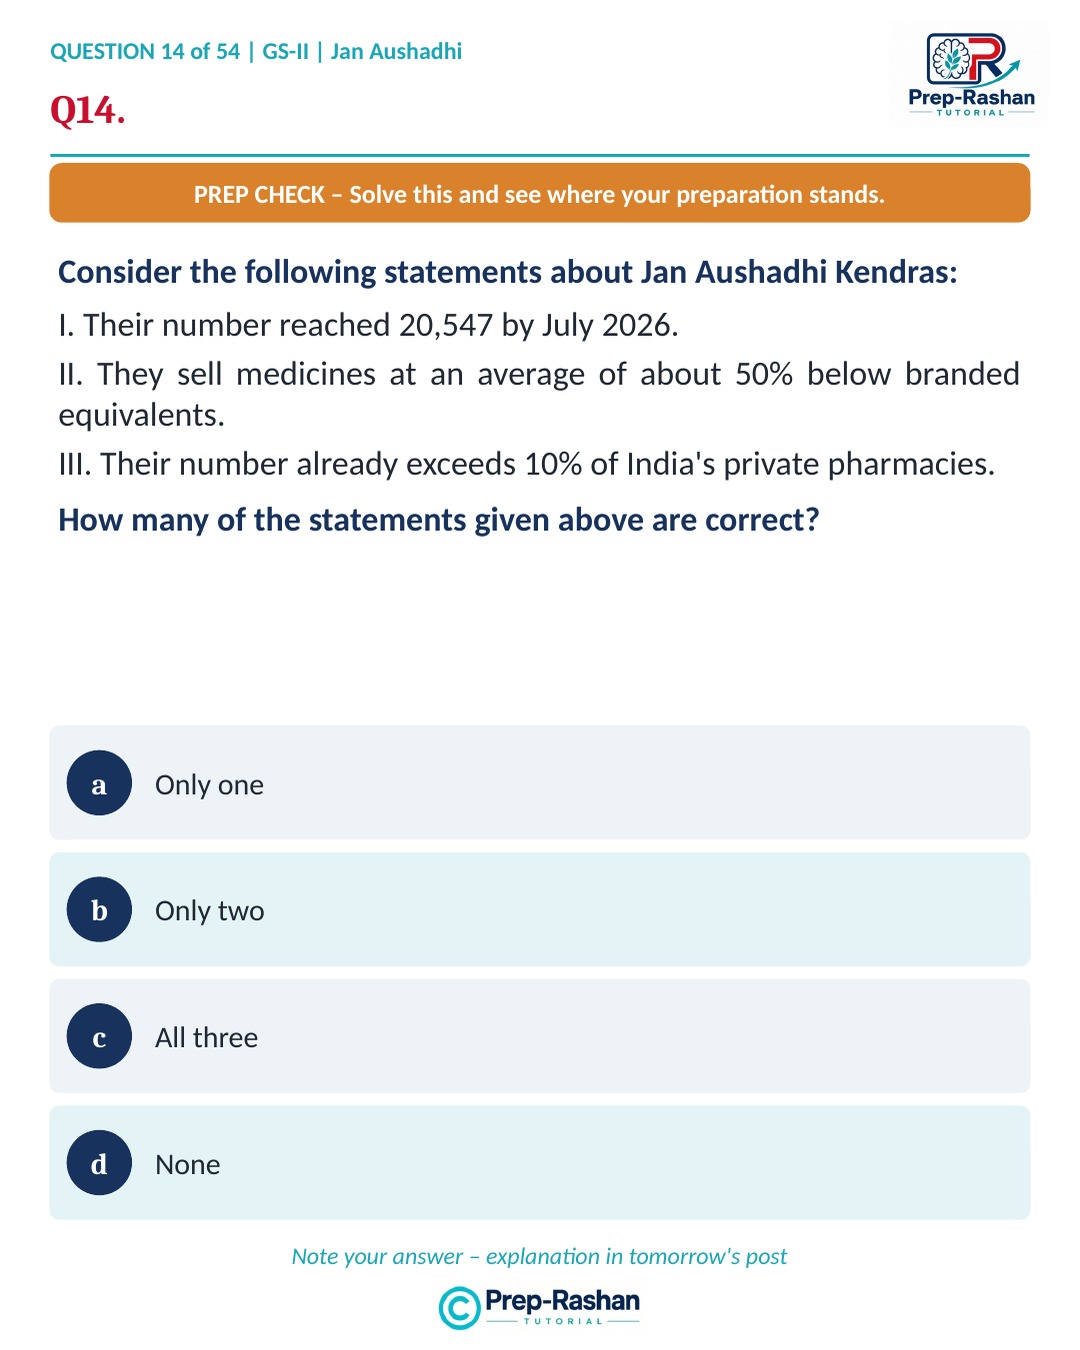 QUESTION 14 of 54 | GS-II | Jan Aushadhi
Q14.
R
Prep-Rashan
TUTORIAL
PREP CHECK – Solve this and see where your preparation stands.
Consider the following statements about Jan Aushadhi Kendras:
I. Their number reached 20,547 by July 2026.
II. They sell medicines at an average of about 50% below branded
equivalents.
III. Their number already exceeds 10% of India's private pharmacies.
How many of the statements given above are correct?
a Only one
b Only two
c All three
d None
Note your answer – explanation in tomorrow's post
© Prep-Rashan
TUTORIAL